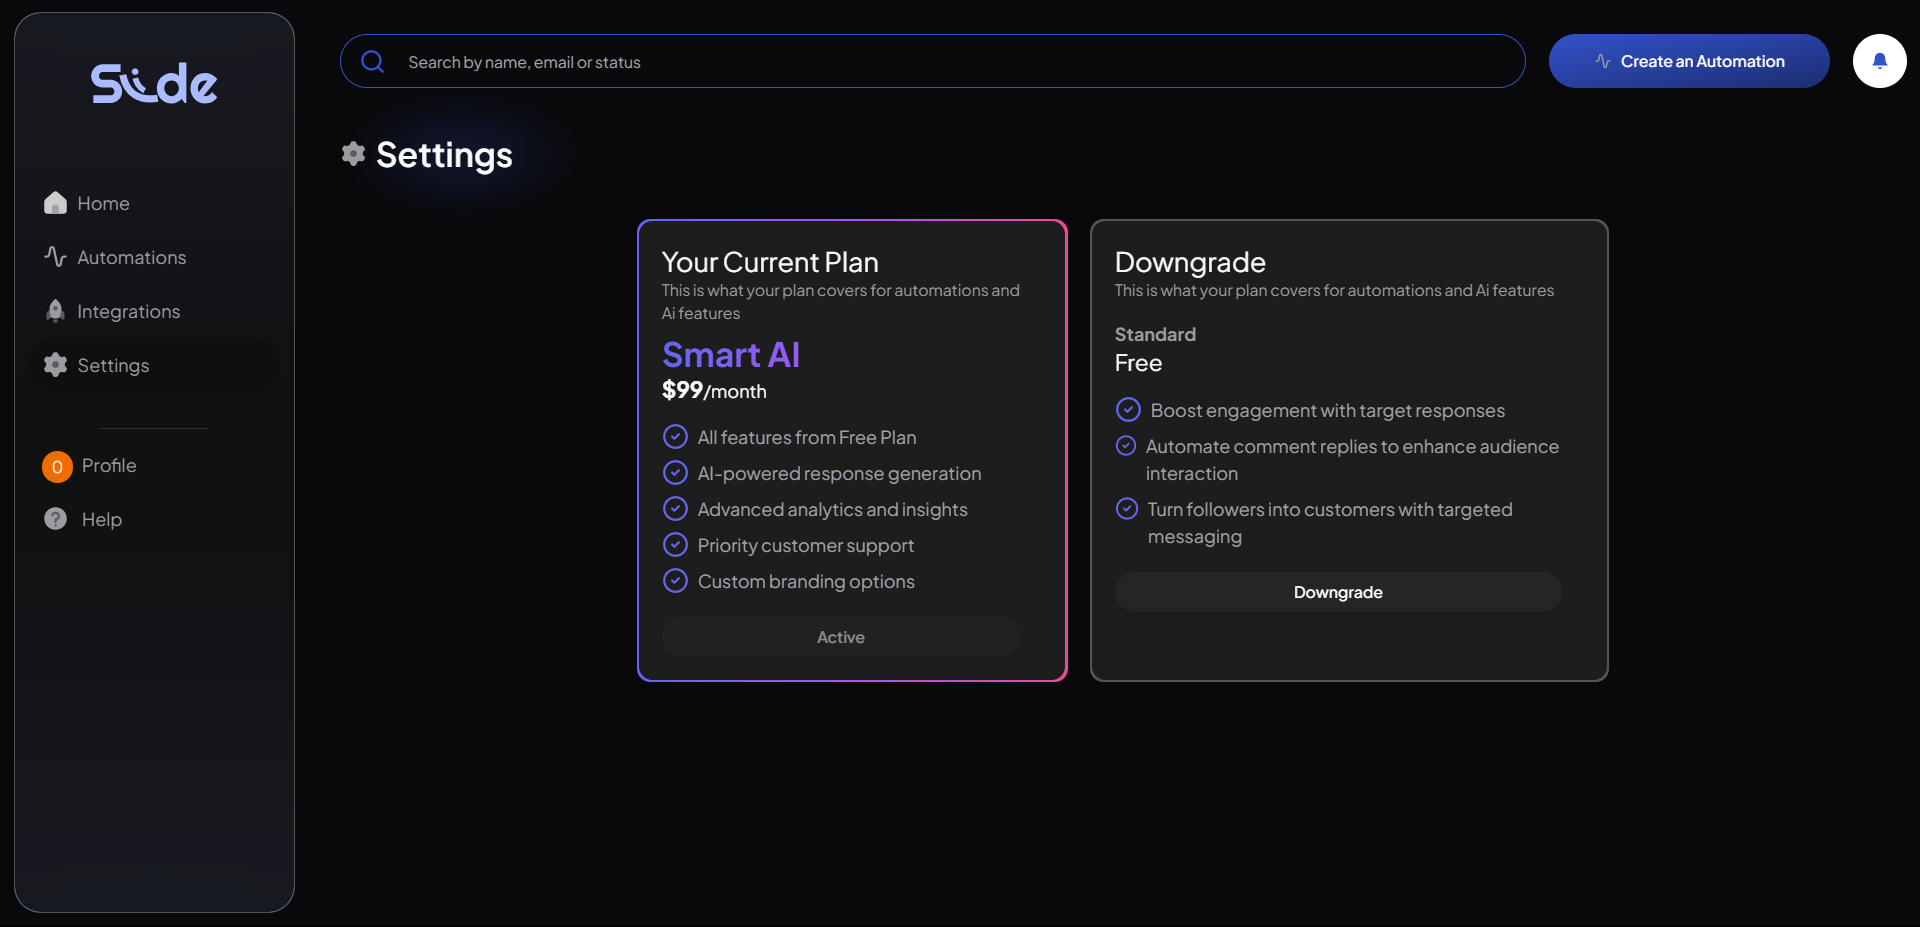 Slide
Search by name, email or status
Create an Automation
Settings
Home
Automations
Integrations
Settings
O
Profile
Help
Your Current Plan
This is what your plan covers for automations and
Ai features
Smart AI
$99/month
All features from Free Plan
AI-powered response generation
Advanced analytics and insights
Priority customer support
Custom branding options
Active
Downgrade
This is what your plan covers for automations and Ai features
Standard
Free
Boost engagement with target responses
Automate comment replies to enhance audience
interaction
Turn followers into customers with targeted
messaging
Downgrade